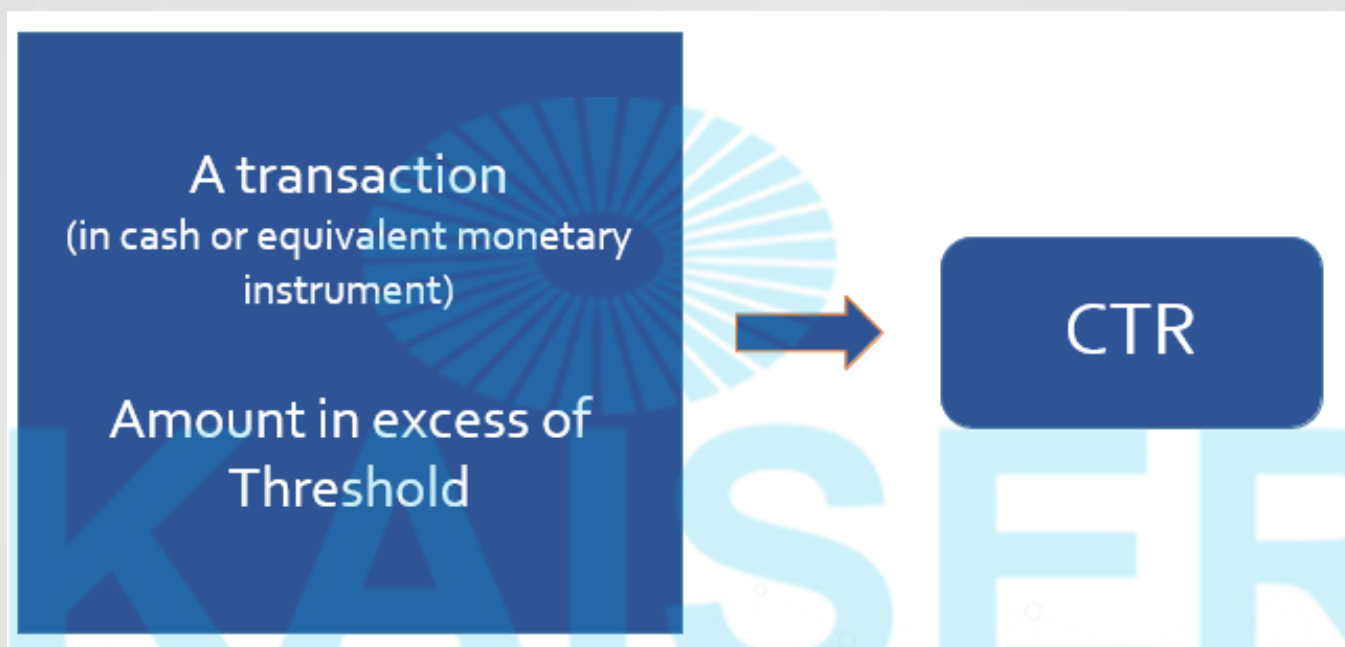 A transaction
(in cash or equivalent monetary
instrument)
Amount in excess of
Threshold
CTR
KAISER